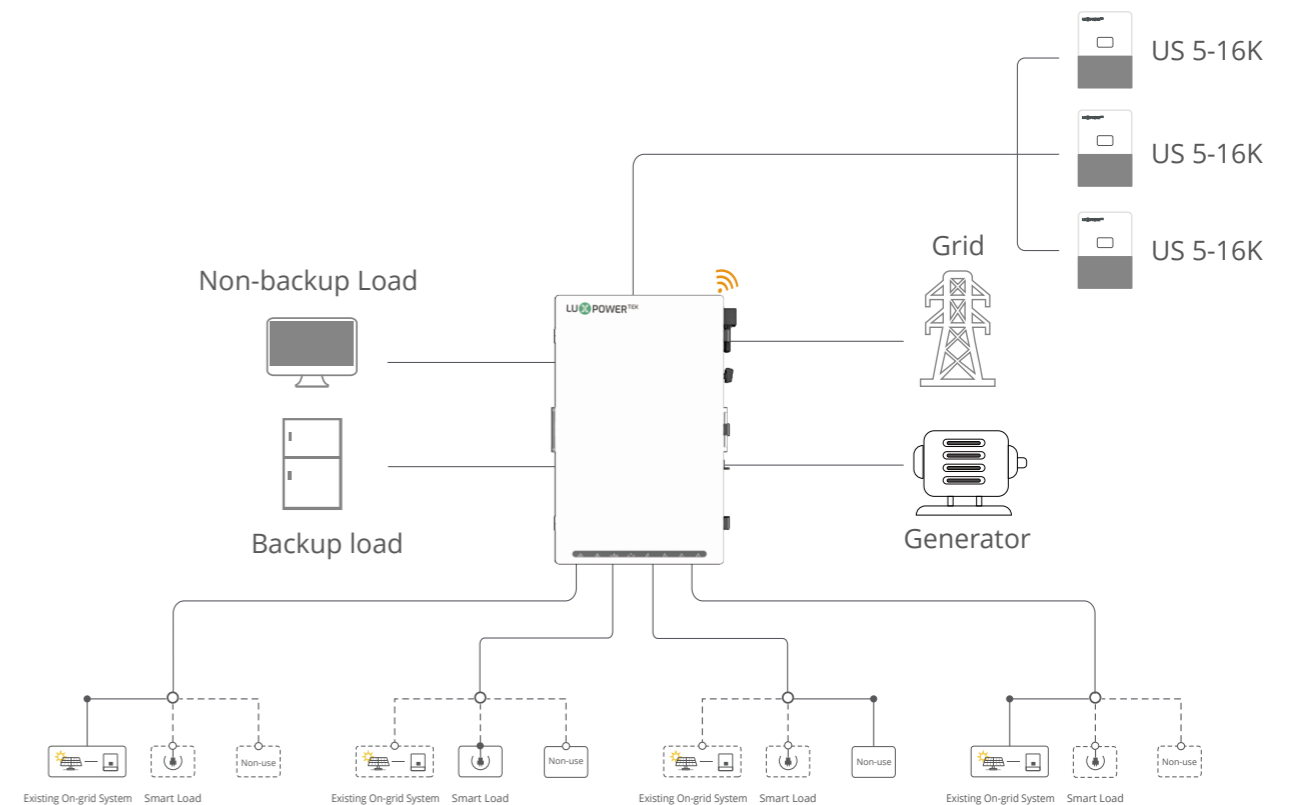 US 5-16K
US 5-16K
US 5-16K
Grid
Non-backup Load
LUXPOWERTEK
Backup load
Generator
Non-use
Non-use
Non-use
Non-use
Existing On-grid System
Smart Load
Existing On-grid System
Smart Load
Existing On-grid System
Smart Load
Existing On-grid System
Smart Load